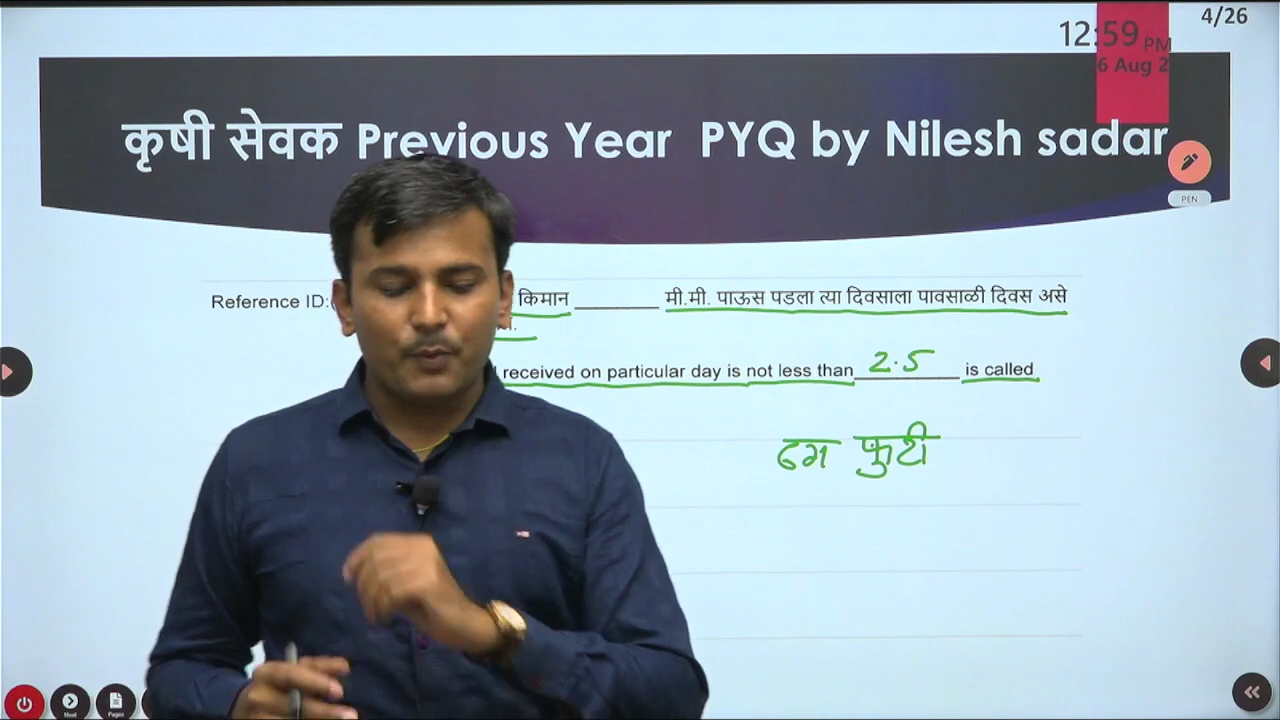 4/26
12:59 PM
6 Aug 2
कृषी सेवक Previous Year PYQ by Nilesh sadar
PEN
Reference ID: किमान ________ मी.मी. पाऊस पडला त्या दिवसाला पावसाळी दिवस असे
received on particular day is not less than 2.5 is called
ढग फुटी
Next Pages